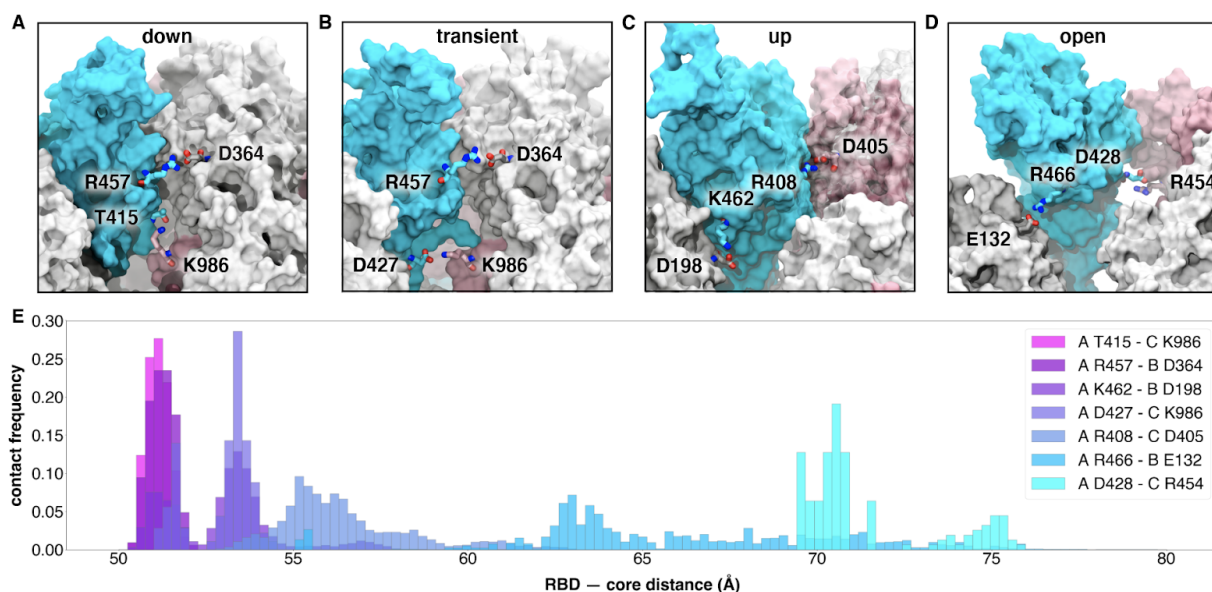 A
down
R457
D364
T415
K986
B
transient
R457
D364
D427
K986
C
up
D405
R408
K462
D198
D
open
D428
R466
R454
E132
E
contact frequency
0.30
0.25
0.20
0.15
0.10
0.05
0.00
50 55 60 65 70 75 80
RBD — core distance (Å)
A T415 - C K986
A R457 - B D364
A K462 - B D198
A D427 - C K986
A R408 - C D405
A R466 - B E132
A D428 - C R454